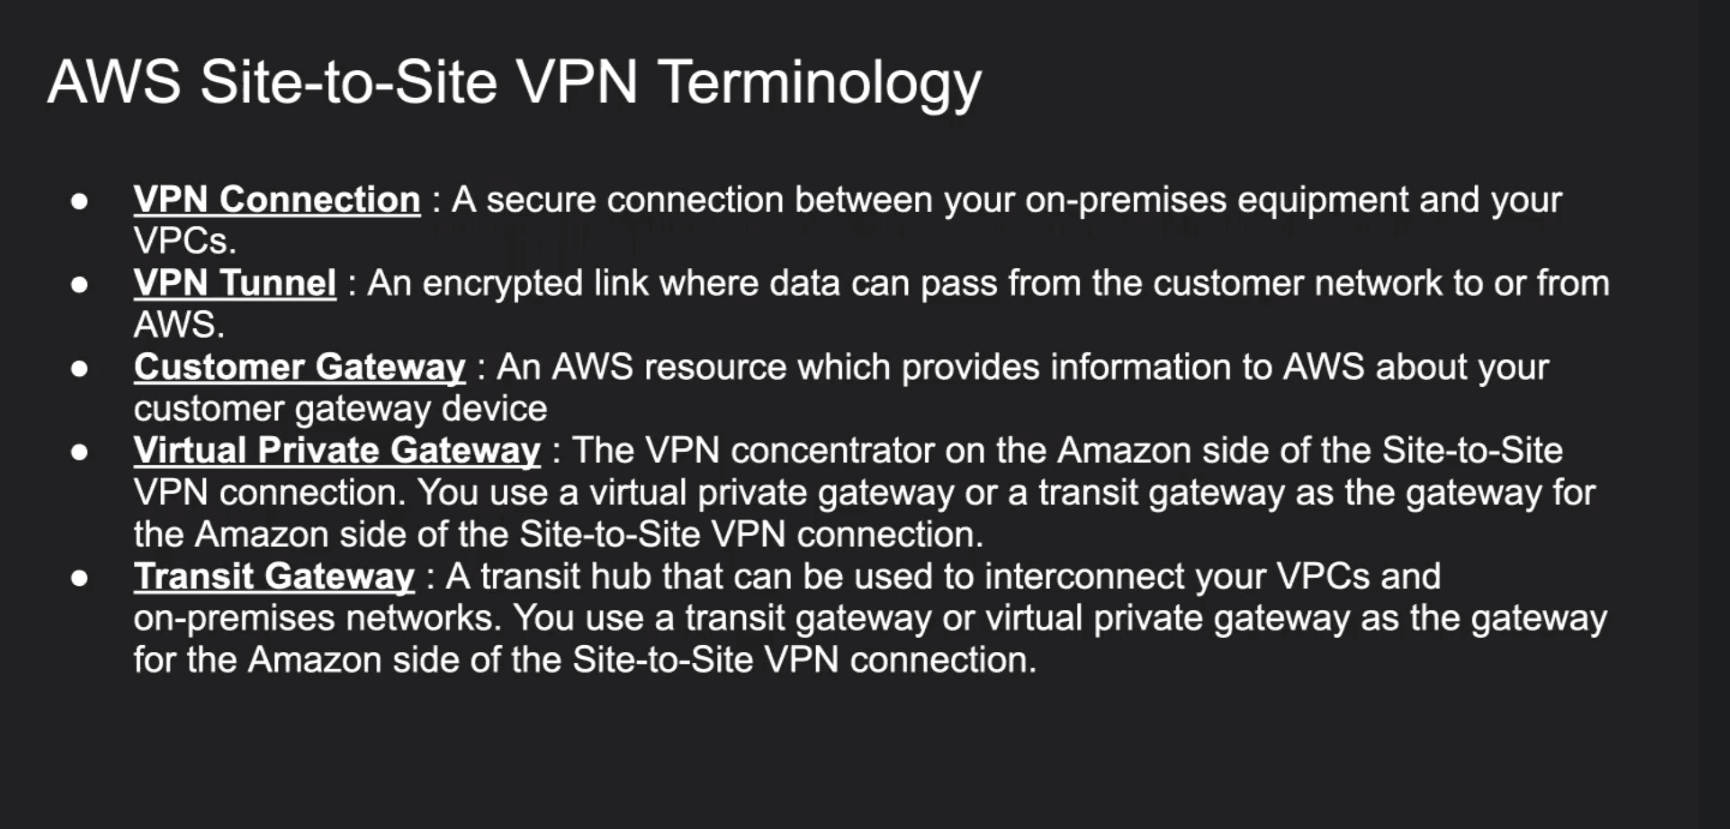 AWS Site-to-Site VPN Terminology
● VPN Connection : A secure connection between your on-premises equipment and your
VPCs.
● VPN Tunnel : An encrypted link where data can pass from the customer network to or from
AWS.
● Customer Gateway : An AWS resource which provides information to AWS about your
customer gateway device
● Virtual Private Gateway : The VPN concentrator on the Amazon side of the Site-to-Site
VPN connection. You use a virtual private gateway or a transit gateway as the gateway for
the Amazon side of the Site-to-Site VPN connection.
● Transit Gateway : A transit hub that can be used to interconnect your VPCs and
on-premises networks. You use a transit gateway or virtual private gateway as the gateway
for the Amazon side of the Site-to-Site VPN connection.